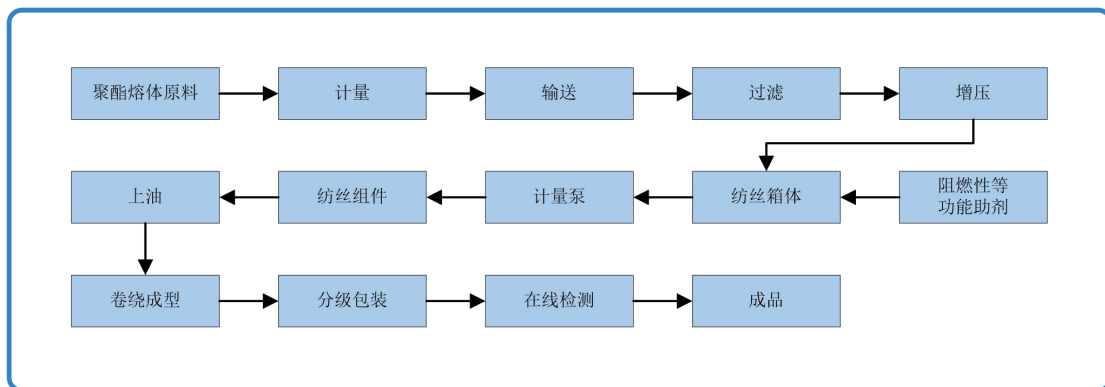 聚酯熔体原料
计量
输送
过滤
增压
上油
纺丝组件
计量泵
纺丝箱体
阻燃性等
功能助剂
卷绕成型
分级包装
在线检测
成品